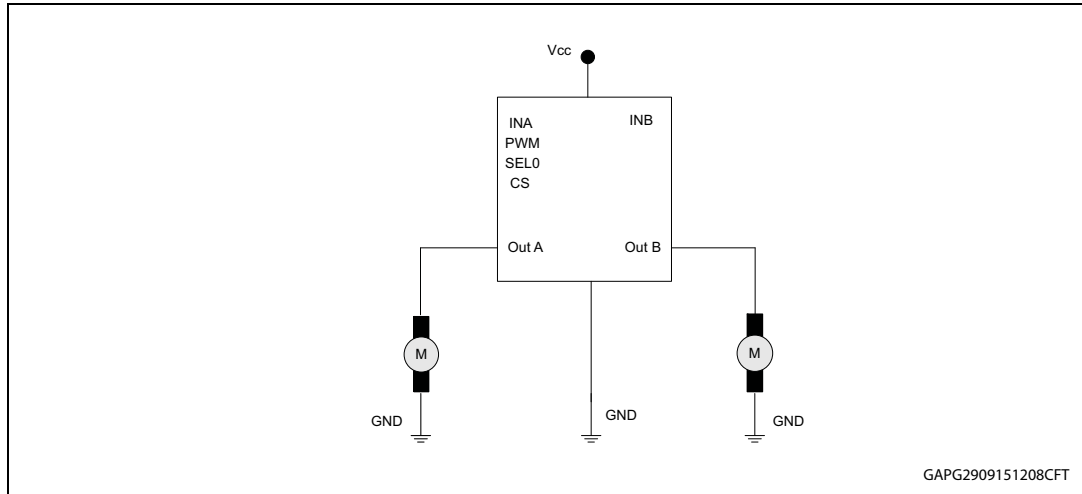 Vcc
INA
INB
PWM
SEL0
CS
Out A
Out B
M
M
GND
GND
GND
GAPG2909151208CFT